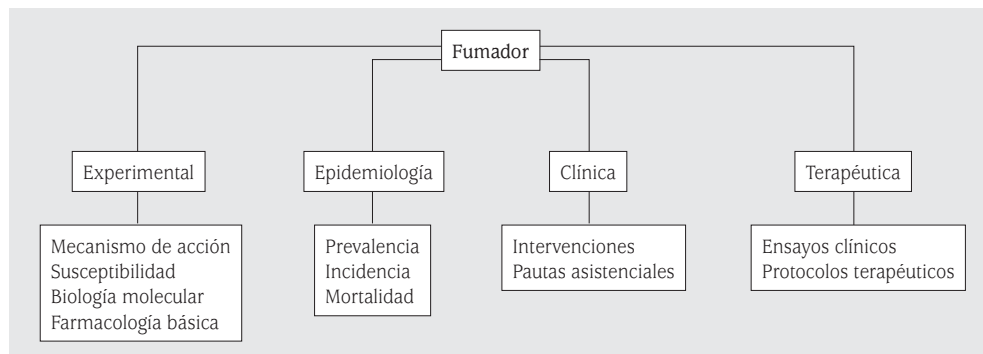 Fumador
Experimental
Epidemiología
Clínica
Terapéutica
Mecanismo de acción
Susceptibilidad
Biología molecular
Farmacología básica
Prevalencia
Incidencia
Mortalidad
Intervenciones
Pautas asistenciales
Ensayos clínicos
Protocolos terapéuticos